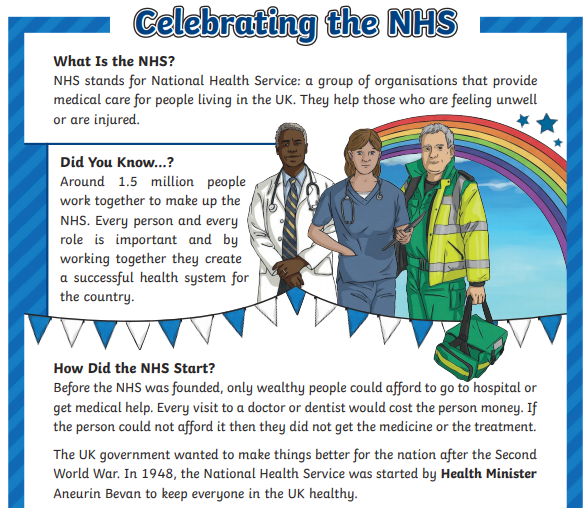 Celebrating the NHS
What Is the NHS?
NHS stands for National Health Service: a group of organisations that provide
medical care for people living in the UK. They help those who are feeling unwell
or are injured.
Did You Know...?
Around 1.5 million people
work together to make up the
NHS. Every person and every
role is important and by
working together they create
a successful health system for
the country.
How Did the NHS Start?
Before the NHS was founded, only wealthy people could afford to go to hospital or
get medical help. Every visit to a doctor or dentist would cost the person money. If
the person could not afford it then they did not get the medicine or the treatment.
The UK government wanted to make things better for the nation after the Second
World War. In 1948, the National Health Service was started by Health Minister
Aneurin Bevan to keep everyone in the UK healthy.